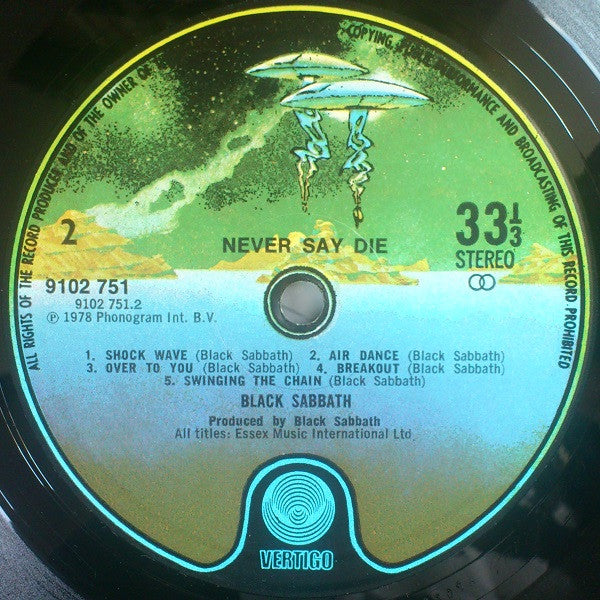 ALL RIGHTS OF THE RECORD PRODUCER AND OF THE OWNER OF
COPYING, PUBLIC PERFORMANCE AND BROADCASTING OF THIS RECORD PROHIBITED
2
NEVER SAY DIE
33⅓
STEREO
9102 751
9102 751.2
℗ 1978 Phonogram Int. B.V.
1. SHOCK WAVE (Black Sabbath) 2. AIR DANCE (Black Sabbath)
3. OVER TO YOU (Black Sabbath) 4. BREAKOUT (Black Sabbath)
5. SWINGING THE CHAIN (Black Sabbath)
BLACK SABBATH
Produced by Black Sabbath
All titles: Essex Music International Ltd
VERTIGO